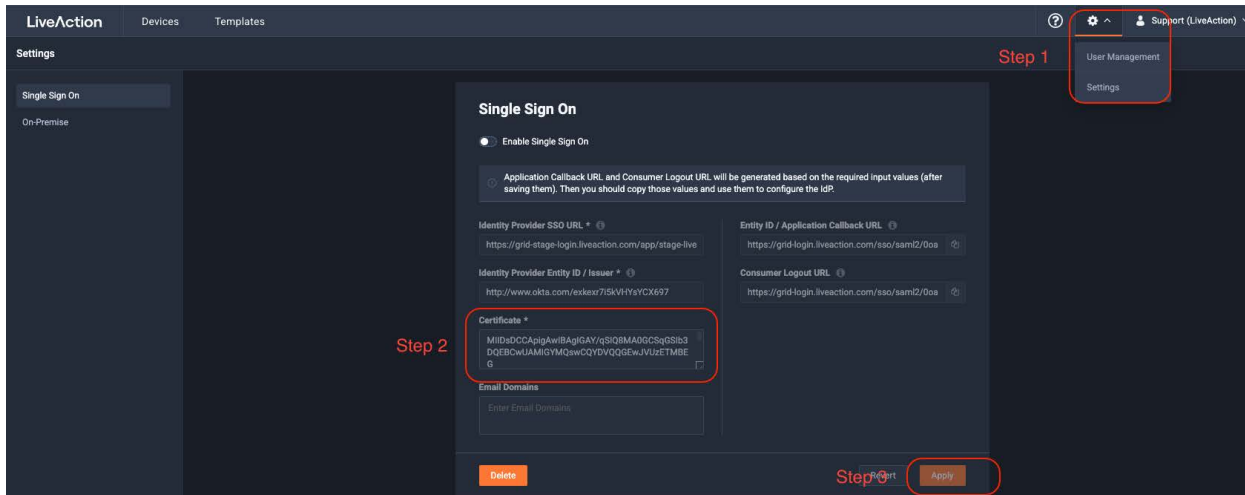 LiveAction Devices Templates Support (LiveAction)
Settings
Step 1
User Management
Settings
Single Sign On
On-Premise
Single Sign On
Enable Single Sign On
Application Callback URL and Consumer Logout URL will be generated based on the required input values (after
saving them). Then you should copy those values and use them to configure the IdP.
Identity Provider SSO URL *
https://grid-stage-login.liveaction.com/app/stage-live
Identity Provider Entity ID / Issuer *
http://www.okta.com/exkexr7i5kVHYsYCX697
Entity ID / Application Callback URL
https://grid-login.liveaction.com/sso/saml2/0oa
Consumer Logout URL
https://grid-login.liveaction.com/sso/saml2/0oa
Step 2
Certificate *
MIIDsDCCApigAwIBAgIGAY/qSIQ8MA0GCSqGSIb3
DQEBCwUAMIGYMQswCQYDVQQGEwJVUzETMBE
G
Email Domains
Enter Email Domains
Delete
Step 3
Revert
Apply